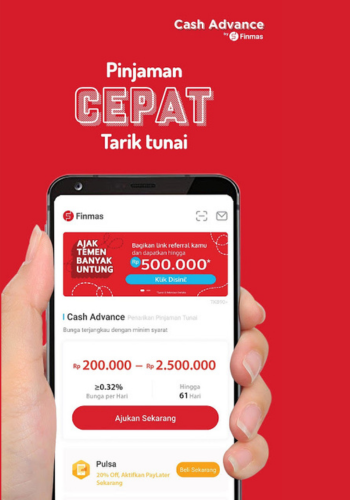 Cash Advance
by Finmas
Pinjaman
CEPAT
Tarik tunai
Finmas
AJAK
TEMEN
BANYAK
UNTUNG
Bagikan link referral kamu
dan dapatkan hingga
Rp 500.000*
Klik Disini!
Cash Advance Pencairan Pinjaman Tunai
Bunga terjangkau dengan minim syarat
Rp 200.000 – Rp 2.500.000
≥0.32%
Bunga per Hari
Hingga
61 Hari
Ajukan Sekarang
Pulsa
20% Off, Aktifkan PayLater
Sekarang
Beli Sekarang